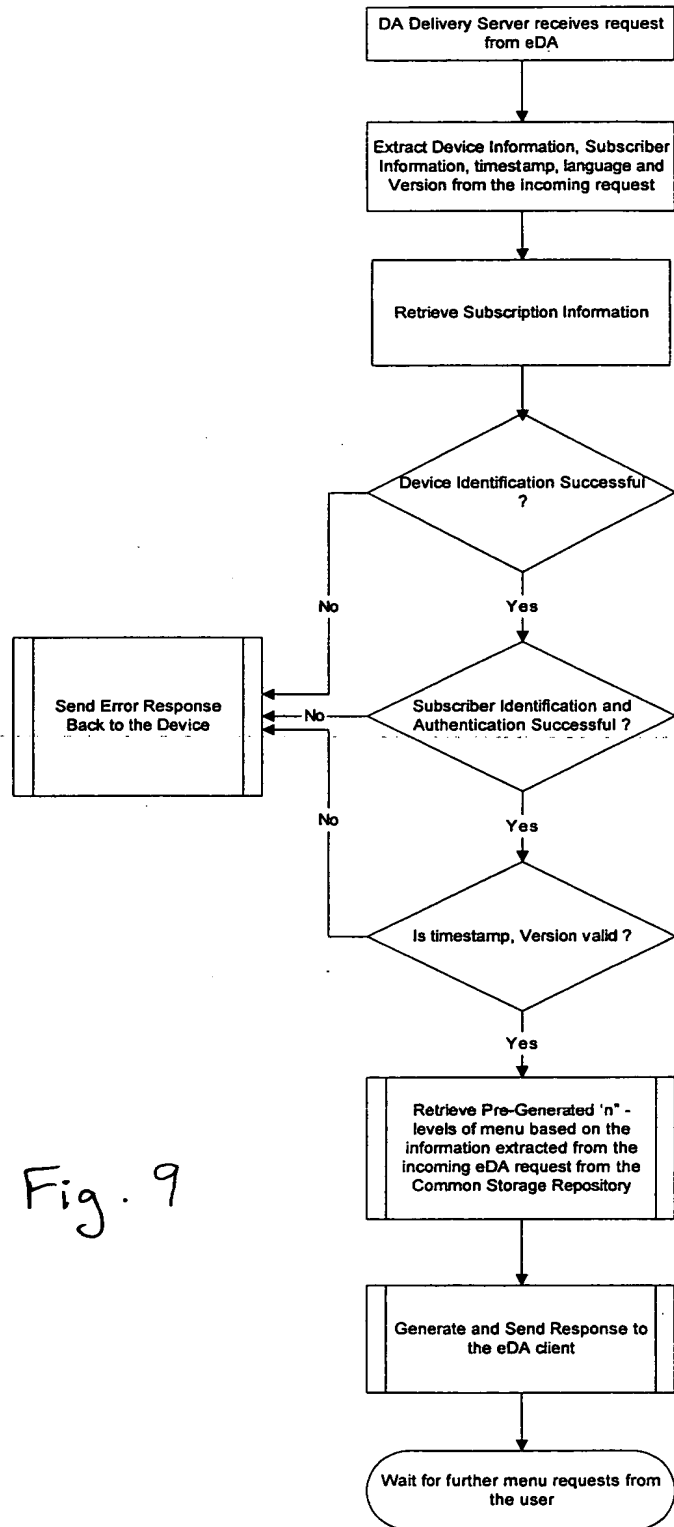 DA Delivery Server receives request
from eDA
Extract Device Information, Subscriber
Information, timestamp, language and
Version from the incoming request
Retrieve Subscription Information
Device Identification Successful
?
No
Yes
Send Error Response
Back to the Device
No
Subscriber Identification and
Authentication Successful ?
No
Yes
Is timestamp, Version valid ?
Yes
Retrieve Pre-Generated 'n" -
levels of menu based on the
information extracted from the
incoming eDA request from the
Common Storage Repository
Fig. 9
Generate and Send Response to
the eDA client
Wait for further menu requests from
the user